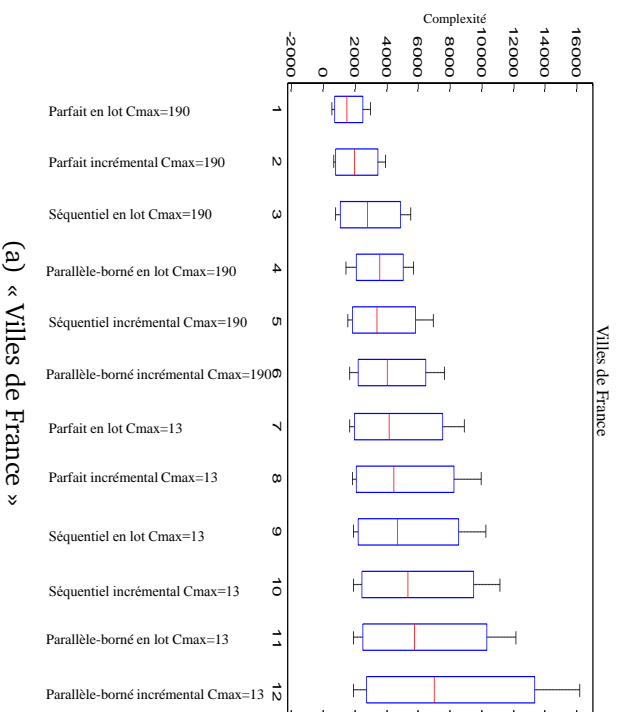 Complexité
-2000
0
2000
4000
6000
8000
10000
12000
14000
16000
Villes de France
Parfait en lot Cmax=190
1
Parfait incrémental Cmax=190
2
Séquentiel en lot Cmax=190
3
Parallèle-borné en lot Cmax=190
4
Séquentiel incrémental Cmax=190
5
Parallèle-borné incrémental Cmax=190
6
Parfait en lot Cmax=13
7
Parfait incrémental Cmax=13
8
Séquentiel en lot Cmax=13
9
Séquentiel incrémental Cmax=13
10
Parallèle-borné en lot Cmax=13
11
Parallèle-borné incrémental Cmax=13
12
(a) « Villes de France »